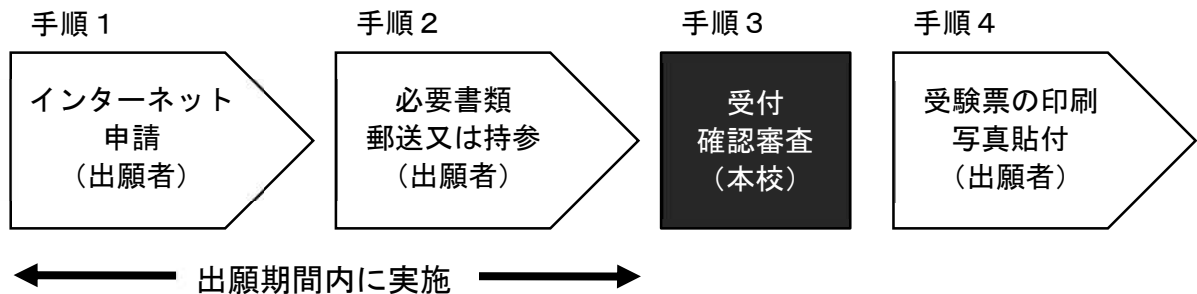 手順１
インターネット
申請
（出願者）
手順２
必要書類
郵送又は持参
（出願者）
手順３
受付
確認審査
（本校）
手順４
受験票の印刷
写真貼付
（出願者）
出願期間内に実施